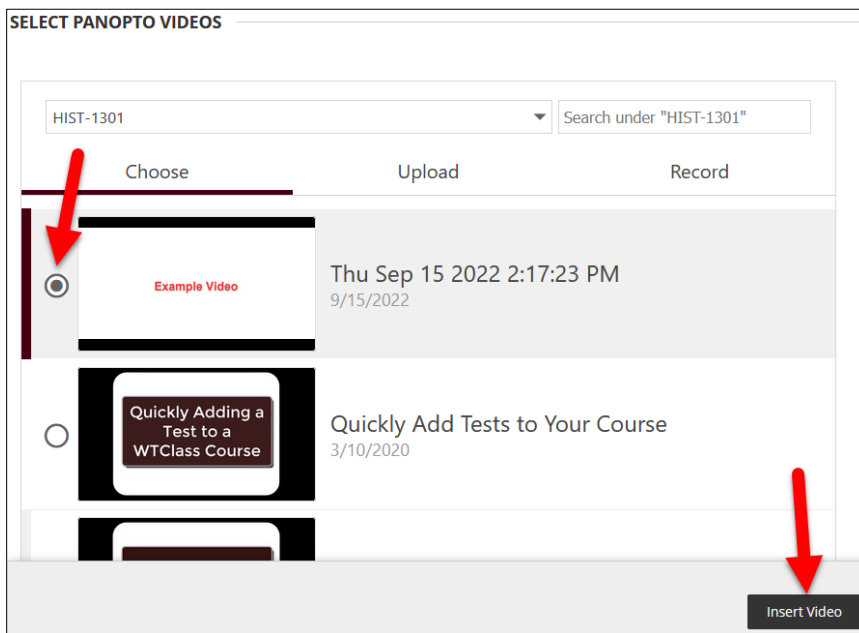 SELECT PANOPTO VIDEOS
HIST-1301
Search under "HIST-1301"
Choose
Upload
Record
Example Video
Thu Sep 15 2022 2:17:23 PM
9/15/2022
Quickly Adding a
Test to a
WTClass Course
Quickly Add Tests to Your Course
3/10/2020
Insert Video